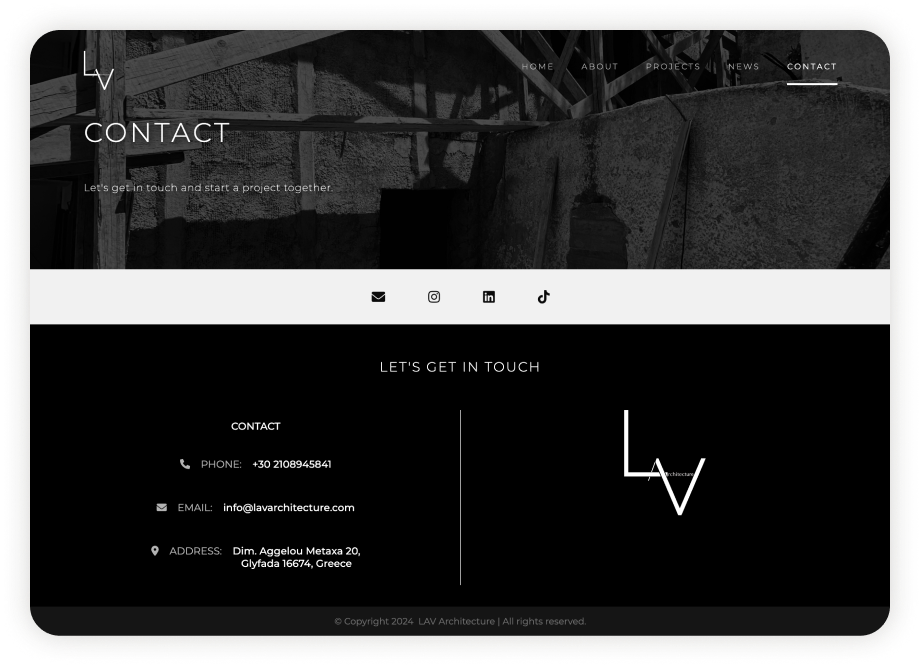 LV
HOME ABOUT PROJECTS NEWS CONTACT
CONTACT
Let's get in touch and start a project together.
LET'S GET IN TOUCH
CONTACT
PHONE: +30 2108945841
EMAIL: info@lavarchitecture.com
ADDRESS: Dim. Aggelou Metaxa 20,
Glyfada 16674, Greece
LAV
rchitecture
© Copyright 2024 LAV Architecture | All rights reserved.